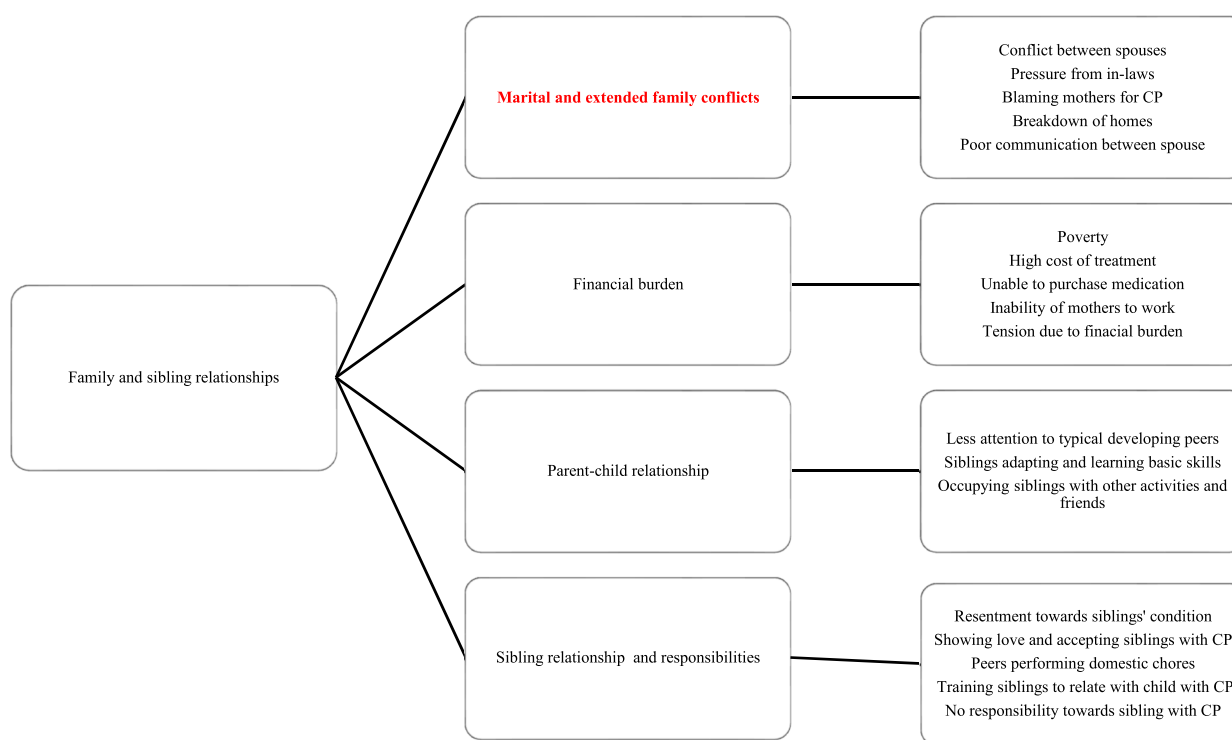 Family and sibling relationships
Marital and extended family conflicts
Conflict between spouses
Pressure from in-laws
Blaming mothers for CP
Breakdown of homes
Poor communication between spouse
Financial burden
Poverty
High cost of treatment
Unable to purchase medication
Inability of mothers to work
Tension due to finacial burden
Parent-child relationship
Less attention to typical developing peers
Siblings adapting and learning basic skills
Occupying siblings with other activities and
friends
Sibling relationship  and responsibilities
Resentment towards siblings' condition
Showing love and accepting siblings with CP
Peers performing domestic chores
Training siblings to relate with child with CP
No responsibility towards sibling with CP